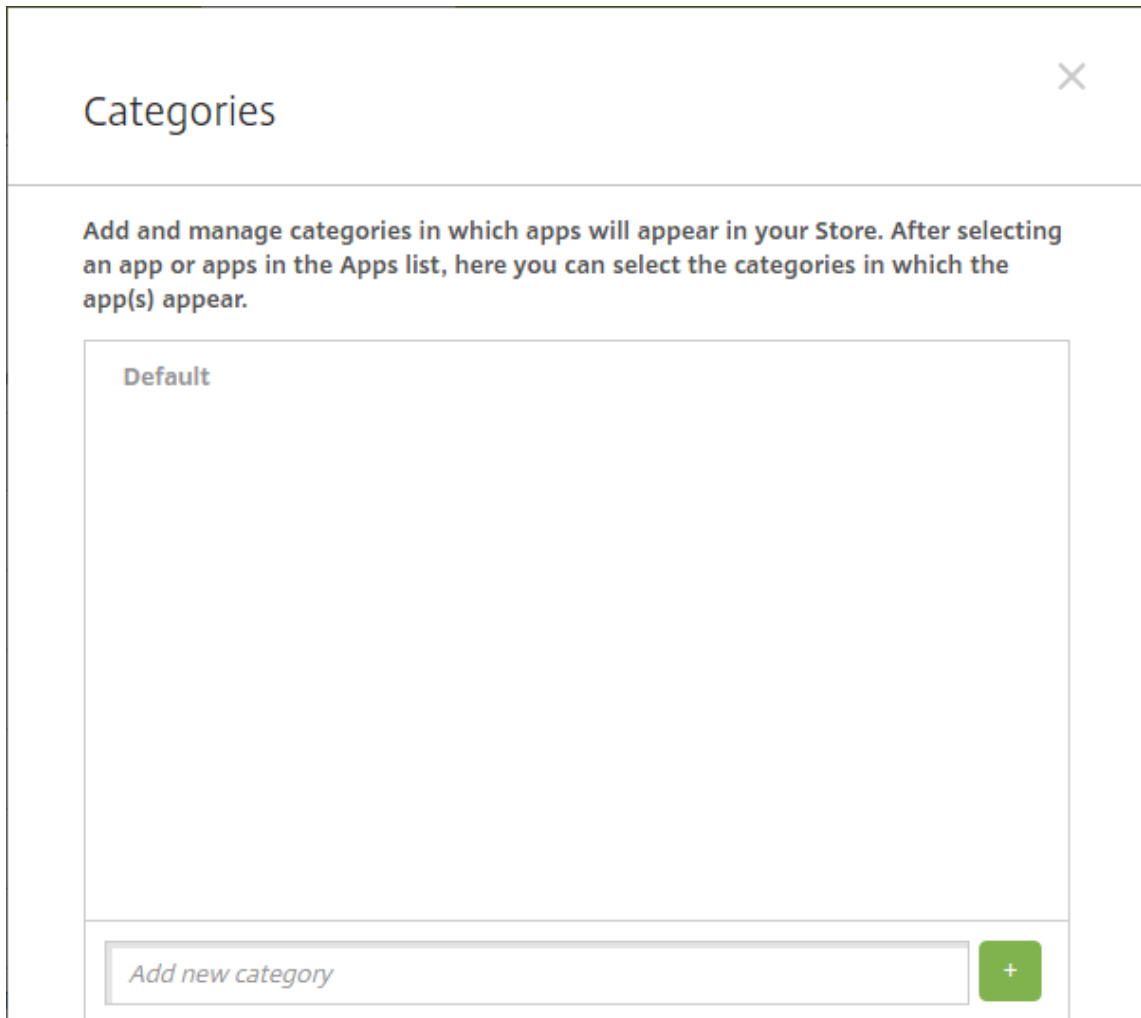 Categories
Add and manage categories in which apps will appear in your Store. After selecting
an app or apps in the Apps list, here you can select the categories in which the
app(s) appear.
Default
Add new category
+